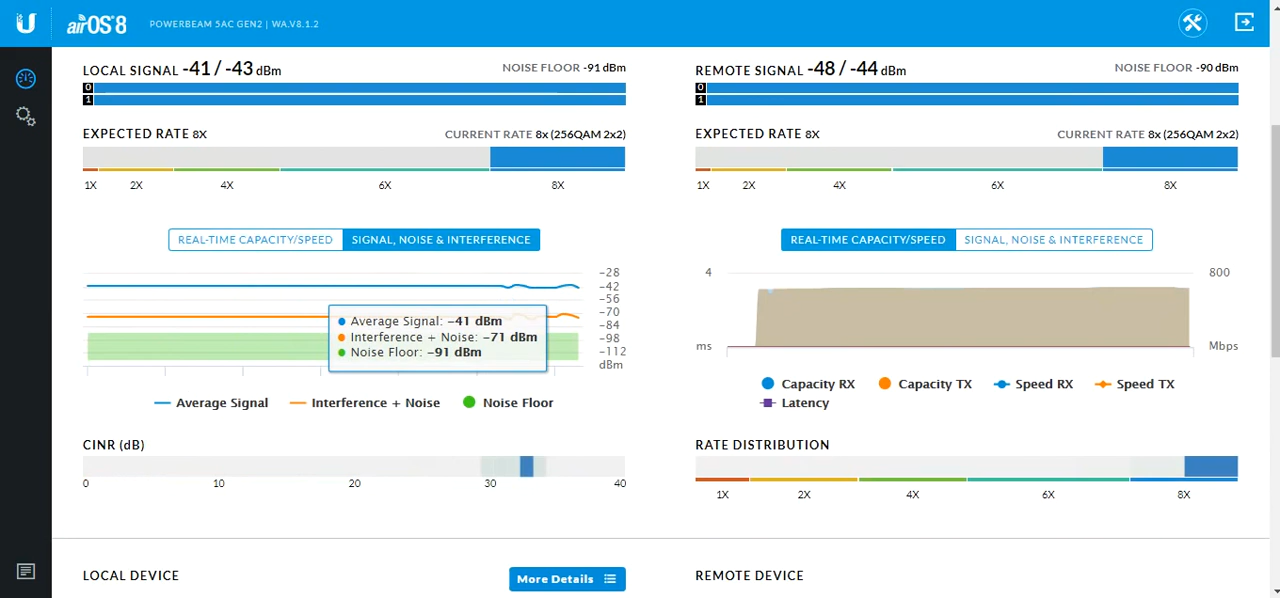 U airOS 8 POWERBEAM 5AC GEN2 | WA.V8.1.2
LOCAL SIGNAL -41 / -43 dBm NOISE FLOOR -91 dBm
0
1
EXPECTED RATE 8X CURRENT RATE 8x (256QAM 2x2)
1X 2X 4X 6X 8X
REAL-TIME CAPACITY/SPEED SIGNAL, NOISE & INTERFERENCE
-28
-42
-56
-70
-84
-98
-112
dBm
Average Signal: -41 dBm
Interference + Noise: -71 dBm
Noise Floor: -91 dBm
Average Signal Interference + Noise Noise Floor
CINR (dB)
0 10 20 30 40
LOCAL DEVICE More Details
REMOTE SIGNAL -48 / -44 dBm NOISE FLOOR -90 dBm
0
1
EXPECTED RATE 8X CURRENT RATE 8x (256QAM 2x2)
1X 2X 4X 6X 8X
REAL-TIME CAPACITY/SPEED SIGNAL, NOISE & INTERFERENCE
4 800
ms Mbps
Capacity RX Capacity TX Speed RX Speed TX
Latency
RATE DISTRIBUTION
1X 2X 4X 6X 8X
REMOTE DEVICE